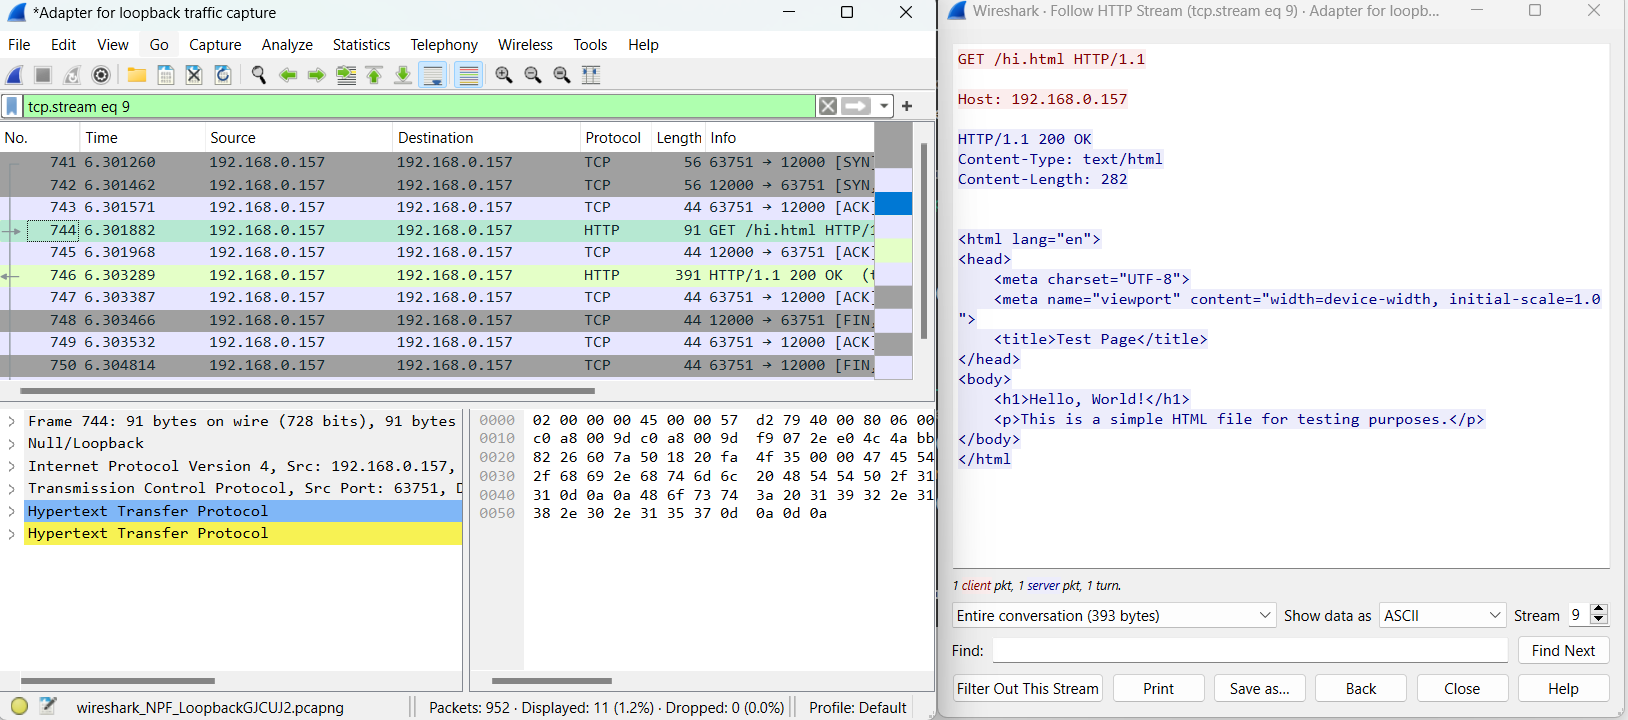 *Adapter for loopback traffic capture
File Edit View Go Capture Analyze Statistics Telephony Wireless Tools Help
tcp.stream eq 9
No. Time Source Destination Protocol Length Info
741 6.301260 192.168.0.157 192.168.0.157 TCP 56 63751 → 12000 [SYN]
742 6.301462 192.168.0.157 192.168.0.157 TCP 56 12000 → 63751 [SYN,
743 6.301571 192.168.0.157 192.168.0.157 TCP 44 63751 → 12000 [ACK]
744 6.301882 192.168.0.157 192.168.0.157 HTTP 91 GET /hi.html HTTP/1
745 6.301968 192.168.0.157 192.168.0.157 TCP 44 12000 → 63751 [ACK]
746 6.303289 192.168.0.157 192.168.0.157 HTTP 391 HTTP/1.1 200 OK (t
747 6.303387 192.168.0.157 192.168.0.157 TCP 44 63751 → 12000 [ACK]
748 6.303466 192.168.0.157 192.168.0.157 TCP 44 12000 → 63751 [FIN,
749 6.303532 192.168.0.157 192.168.0.157 TCP 44 63751 → 12000 [ACK]
750 6.304814 192.168.0.157 192.168.0.157 TCP 44 63751 → 12000 [FIN,
Frame 744: 91 bytes on wire (728 bits), 91 bytes
Null/Loopback
Internet Protocol Version 4, Src: 192.168.0.157,
Transmission Control Protocol, Src Port: 63751, D
Hypertext Transfer Protocol
Hypertext Transfer Protocol
0000 02 00 00 00 45 00 00 57 d2 79 40 00 80 06 00
0010 c0 a8 00 9d c0 a8 00 9d f9 07 2e e0 4c 4a bb
0020 82 26 60 7a 50 18 20 fa 4f 35 00 00 47 45 54
0030 2f 68 69 2e 68 74 6d 6c 20 48 54 54 50 2f 31
0040 31 0d 0a 0a 48 6f 73 74 3a 20 31 39 32 2e 31
0050 38 2e 30 2e 31 35 37 0d 0a 0d 0a
wireshark_NPF_LoopbackGJCUJ2.pcapng
Packets: 952 · Displayed: 11 (1.2%) · Dropped: 0 (0.0%)
Profile: Default
Wireshark · Follow HTTP Stream (tcp.stream eq 9) · Adapter for loopb...
GET /hi.html HTTP/1.1
Host: 192.168.0.157
HTTP/1.1 200 OK
Content-Type: text/html
Content-Length: 282
<html lang="en">
<head>
<meta charset="UTF-8">
<meta name="viewport" content="width=device-width, initial-scale=1.0
">
<title>Test Page</title>
</head>
<body>
<h1>Hello, World!</h1>
<p>This is a simple HTML file for testing purposes.</p>
</body>
</html
1 client pkt, 1 server pkt, 1 turn.
Entire conversation (393 bytes) Show data as ASCII Stream 9
Find: Find Next
Filter Out This Stream Print Save as... Back Close Help